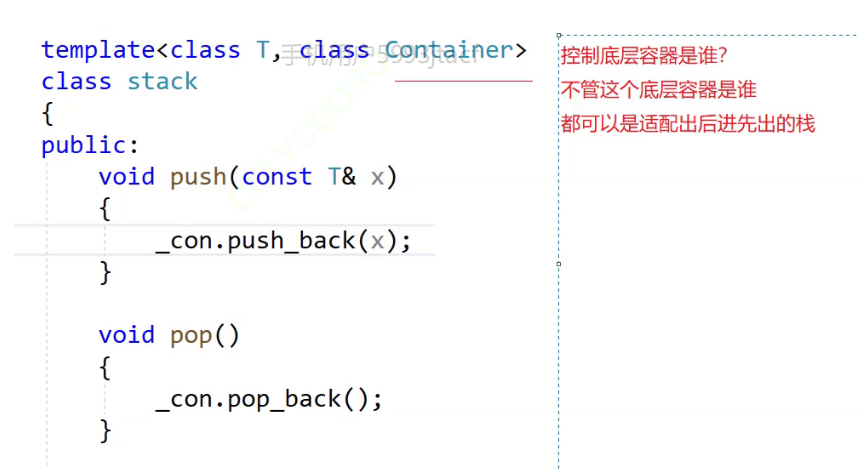 template<class T, class Container>
class stack
{
public:
void push(const T& x)
{
_con.push_back(x);
}
void pop()
{
_con.pop_back();
}
控制底层容器是谁？
不管这个底层容器是谁
都可以是适配出后进先出的栈